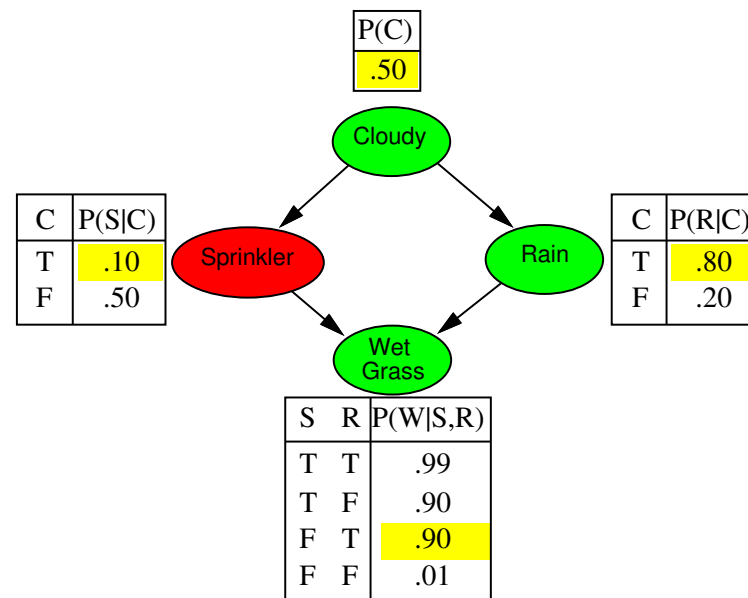 P(C)
.50
Cloudy
C P(S|C)
T .10
F .50
Sprinkler
Rain
C P(R|C)
T .80
F .20
Wet
Grass
S R P(W|S,R)
T T .99
T F .90
F T .90
F F .01